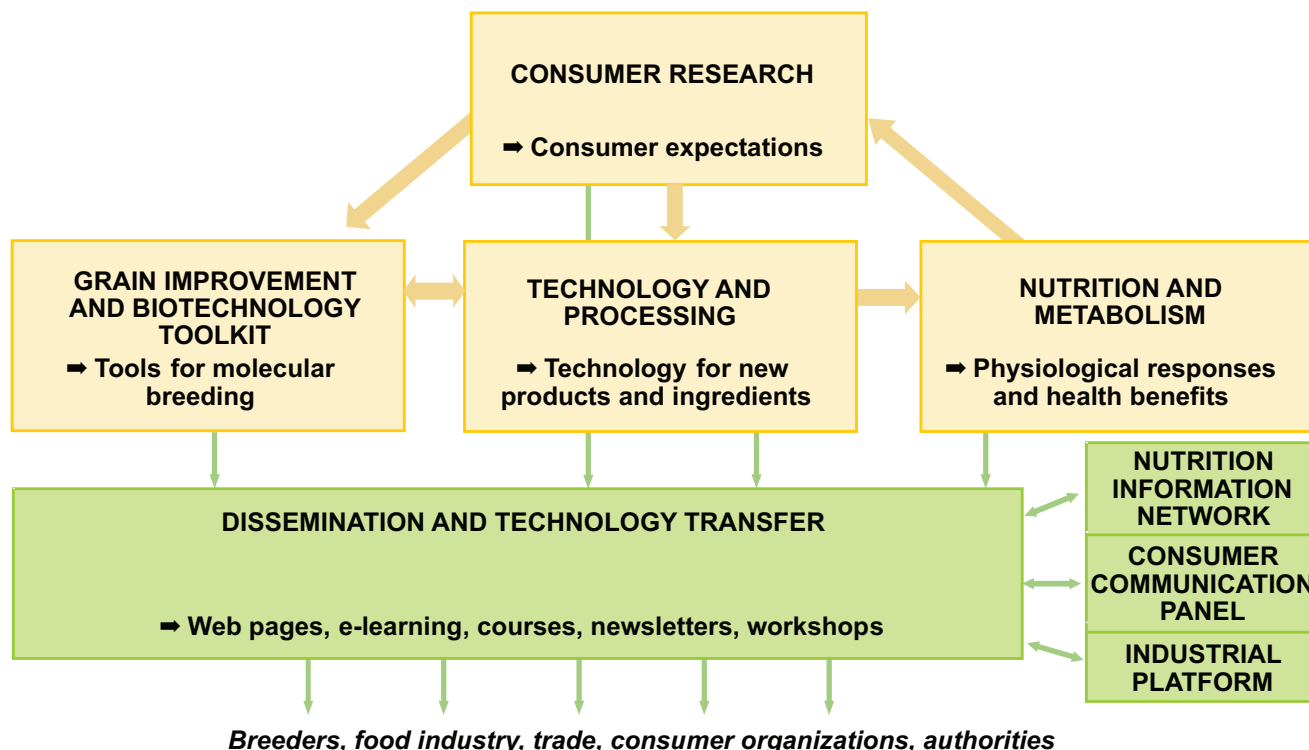 CONSUMER RESEARCH
➡ Consumer expectations
GRAIN IMPROVEMENT
AND BIOTECHNOLOGY
TOOLKIT
➡ Tools for molecular
breeding
TECHNOLOGY AND
PROCESSING
➡ Technology for new
products and ingredients
NUTRITION AND
METABOLISM
➡ Physiological responses
and health benefits
DISSEMINATION AND TECHNOLOGY TRANSFER
➡ Web pages, e-learning, courses, newsletters, workshops
NUTRITION
INFORMATION
NETWORK
CONSUMER
COMMUNICATION
PANEL
INDUSTRIAL
PLATFORM
Breeders, food industry, trade, consumer organizations, authorities